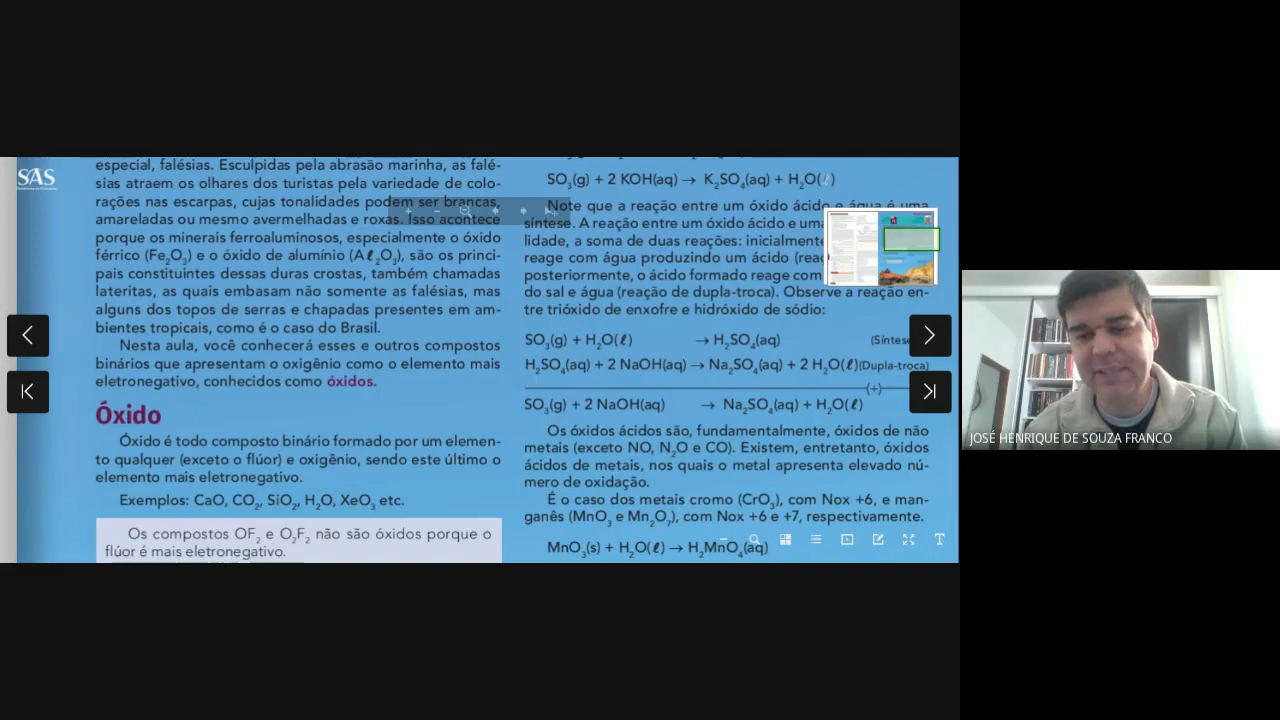 SAS
especial, falésias. Esculpidas pela abrasão marinha, as falé-
sias atraem os olhares dos turistas pela variedade de colo-
rações nas escarpas, cujas tonalidades podem ser brancas,
amareladas ou mesmo avermelhadas e roxas. Isso acontece
porque os minerais ferroaluminosos, especialmente o óxido
férrico (Fe₂O₃) e o óxido de alumínio (Aℓ₂O₃), são os princi-
pais constituintes dessas duras crostas, também chamadas
lateritas, as quais embasam não somente as falésias, mas
alguns dos topos de serras e chapadas presentes em am-
bientes tropicais, como é o caso do Brasil.
Nesta aula, você conhecerá esses e outros compostos
binários que apresentam o oxigênio como o elemento mais
eletronegativo, conhecidos como óxidos.
Óxido
Óxido é todo composto binário formado por um elemen-
to qualquer (exceto o flúor) e oxigênio, sendo este último o
elemento mais eletronegativo.
Exemplos: CaO, CO₂, SiO₂, H₂O, XeO₃ etc.
Os compostos OF₂ e O₂F₂ não são óxidos porque o
flúor é mais eletronegativo.
SO₃(g) + 2 KOH(aq) → K₂SO₄(aq) + H₂O(ℓ)
Note que a reação entre um óxido ácido e água é uma
síntese. A reação entre um óxido ácido e uma
lidade, a soma de duas reações: inicialmente
reage com água produzindo um ácido
posteriormente, o ácido formado reage com
do sal e água (reação de dupla-troca). Observe a reação en-
tre trióxido de enxofre e hidróxido de sódio:
SO₃(g) + H₂O(ℓ) → H₂SO₄(aq) (Síntese
H₂SO₄(aq) + 2 NaOH(aq) → Na₂SO₄(aq) + 2 H₂O(ℓ)(Dupla-troca)
(+)
SO₃(g) + 2 NaOH(aq) → Na₂SO₄(aq) + H₂O(ℓ)
Os óxidos ácidos são, fundamentalmente, óxidos de não
metais (exceto NO, N₂O e CO). Existem, entretanto, óxidos
ácidos de metais, nos quais o metal apresenta elevado nú-
mero de oxidação.
É o caso dos metais cromo (CrO₃), com Nox +6, e man-
ganês (MnO₃ e Mn₂O₇), com Nox +6 e +7, respectivamente.
MnO₃(s) + H₂O(ℓ) → H₂MnO₄(aq)
T
JOSÉ HENRIQUE DE SOUZA FRANCO